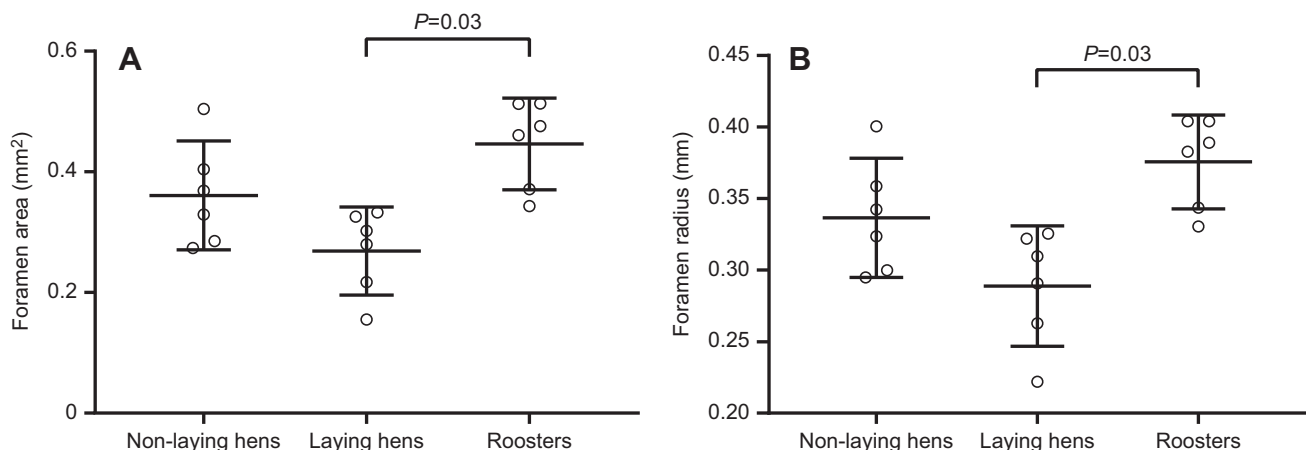 A
P=0.03
Foramen area (mm²)
0.6
0.4
0.2
0
Non-laying hens
Laying hens
Roosters
B
P=0.03
Foramen radius (mm)
0.45
0.40
0.35
0.30
0.25
0.20
Non-laying hens
Laying hens
Roosters